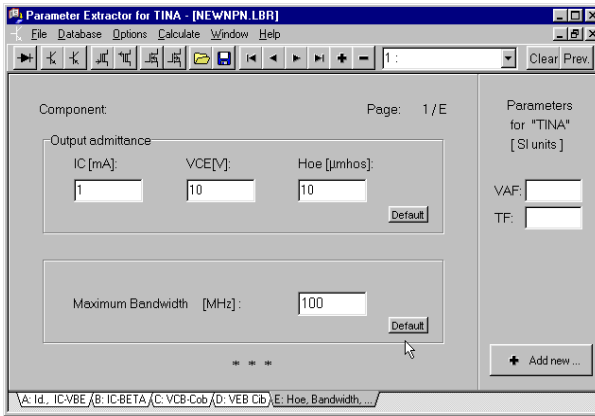 Parameter Extractor for TINA - [NEWNPN.LBR]
File Database Options Calculate Window Help
1 : Clear Prev.
Component: Page: 1 / E
Output admittance
IC [mA]: VCE[V]: Hoe [µmhos]:
1 10 10
Default
Maximum Bandwidth [MHz] : 100
Default
* * *
Parameters
for "TINA"
[ SI units ]
VAF:
TF:
+ Add new ...
A: Id., IC-VBE B: IC-BETA C: VCB-Cob D: VEB Cib E: Hoe, Bandwidth, ...